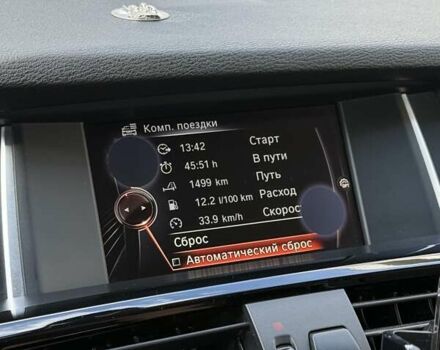 Комп. поездки
13:42 Старт
45:51 h В пути
1499 km Путь
12.2 l/100 km Расход
33.9 km/h Скорос
Сброс
Автоматический сброс